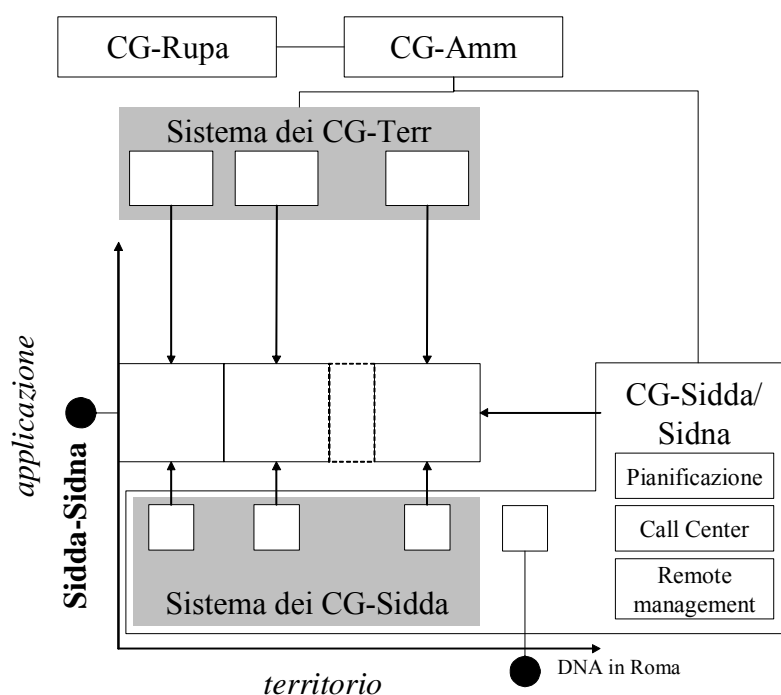 CG-Rupa
CG-Amm
Sistema dei CG-Terr
applicazione
Sidda-Sidna
CG-Sidda/
Sidna
Pianificazione
Call Center
Remote
management
Sistema dei CG-Sidda
territorio
DNA in Roma